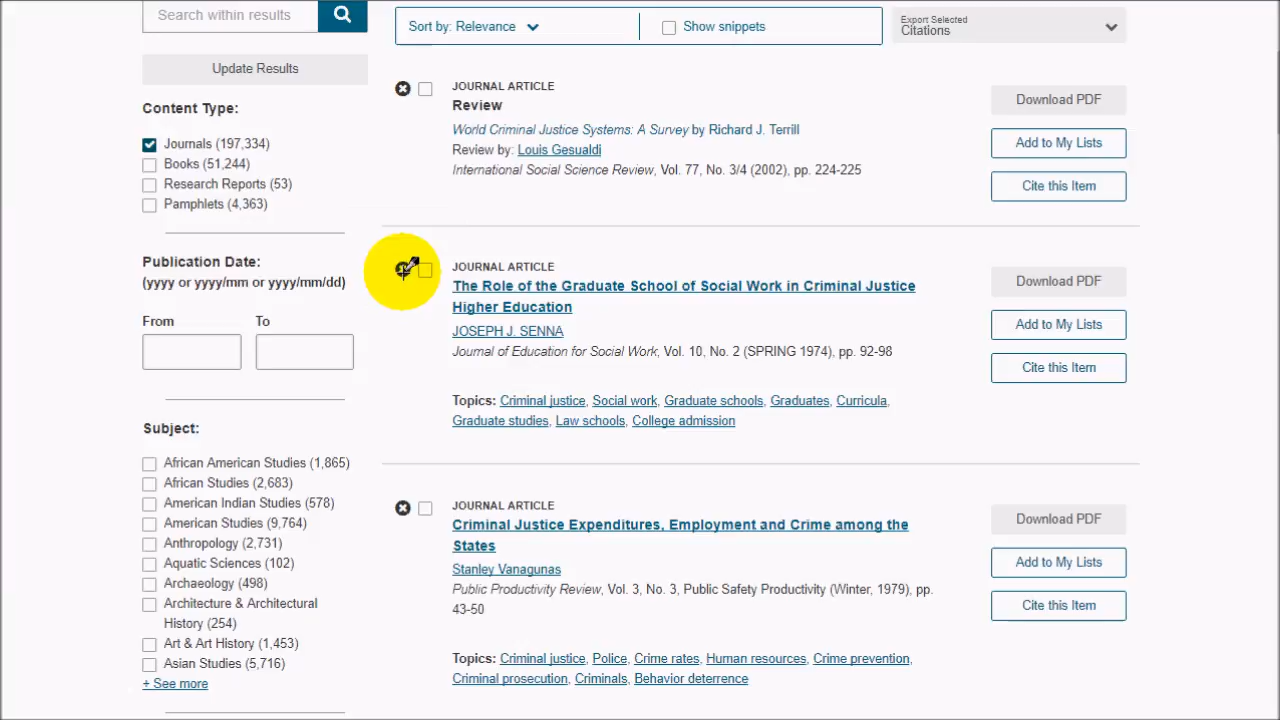 Search within results
Sort by: Relevance
Show snippets
Export Selected
Citations
Update Results
Content Type:
Journals (197,334)
Books (51,244)
Research Reports (53)
Pamphlets (4,363)
Publication Date:
(yyyy or yyyy/mm or yyyy/mm/dd)
From To
Subject:
African American Studies (1,865)
African Studies (2,683)
American Indian Studies (578)
American Studies (9,764)
Anthropology (2,731)
Aquatic Sciences (102)
Archaeology (498)
Architecture & Architectural
History (254)
Art & Art History (1,453)
Asian Studies (5,716)
+ See more
JOURNAL ARTICLE
Review
World Criminal Justice Systems: A Survey by Richard J. Terrill
Review by: Louis Gesualdi
International Social Science Review, Vol. 77, No. 3/4 (2002), pp. 224-225
Download PDF
Add to My Lists
Cite this Item
JOURNAL ARTICLE
The Role of the Graduate School of Social Work in Criminal Justice
Higher Education
JOSEPH J. SENNA
Journal of Education for Social Work, Vol. 10, No. 2 (SPRING 1974), pp. 92-98
Topics: Criminal justice, Social work, Graduate schools, Graduates, Curricula,
Graduate studies, Law schools, College admission
Download PDF
Add to My Lists
Cite this Item
JOURNAL ARTICLE
Criminal Justice Expenditures, Employment and Crime among the
States
Stanley Vanagunas
Public Productivity Review, Vol. 3, No. 3, Public Safety Productivity (Winter, 1979), pp.
43-50
Topics: Criminal justice, Police, Crime rates, Human resources, Crime prevention,
Criminal prosecution, Criminals, Behavior deterrence
Download PDF
Add to My Lists
Cite this Item